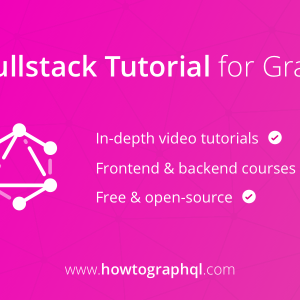 ullstack Tutorial for Gra
In-depth video tutorials
Frontend & backend courses
Free & open-source
www.howtographql.com